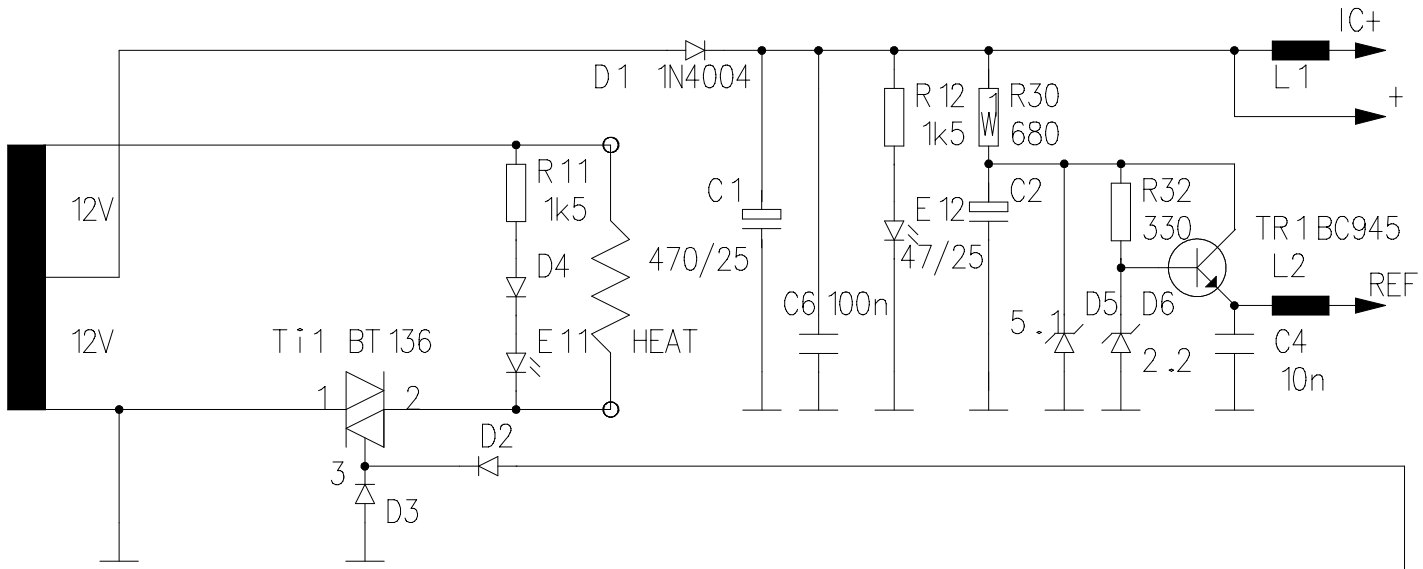 IC+
D1 1N4004
L1
+
R12
1k5
1
W
R30
680
R11
1k5
12V
C1
470/25
E12
47/25
C2
R32
330
TR1 BC945
L2
REF
D4
12V
Ti1 BT136
E11
HEAT
C6 100n
5.1
D5
D6
2.2
C4
10n
1
2
3
D2
D3